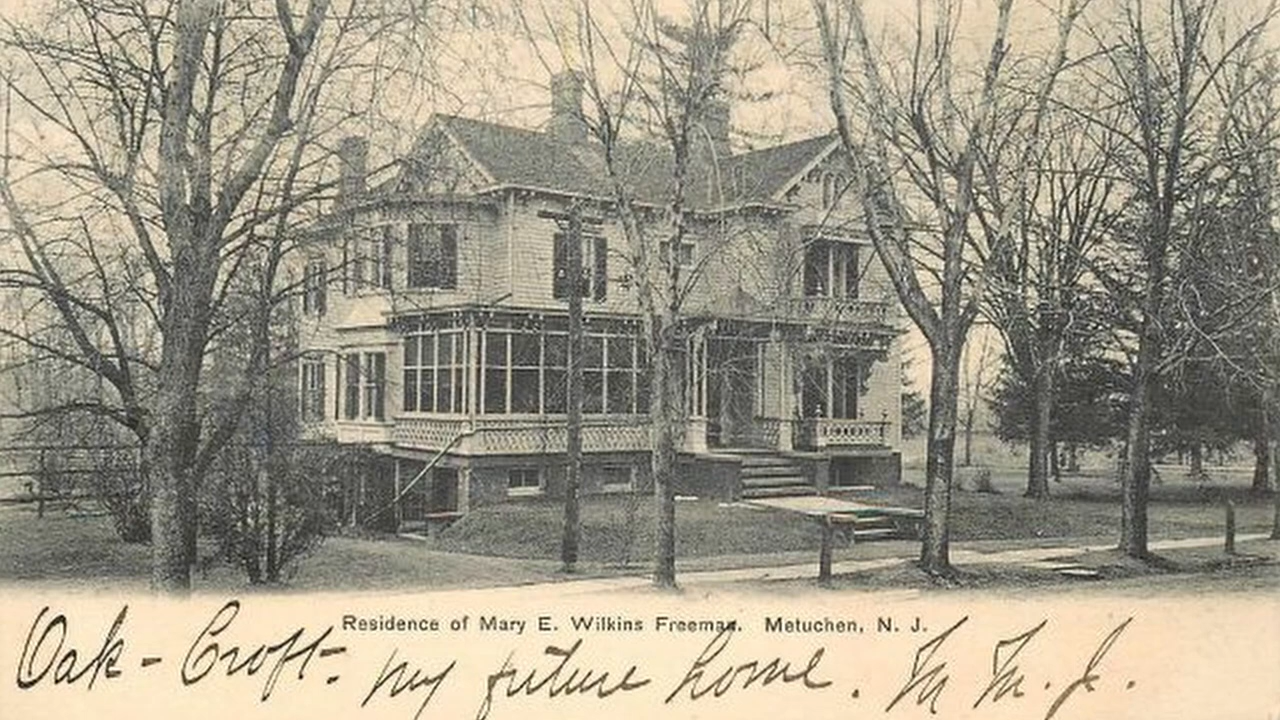 Residence of Mary E. Wilkins Freeman. Metuchen, N. J.
Oak-Croft- my future home. M. M. J.